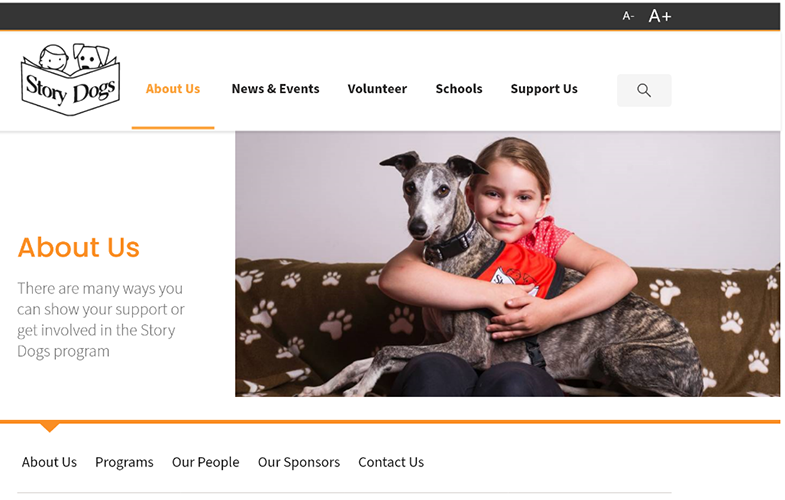 A- A+
Story Dogs
About Us News & Events Volunteer Schools Support Us
About Us
There are many ways you
can show your support or
get involved in the Story
Dogs program
About Us Programs Our People Our Sponsors Contact Us